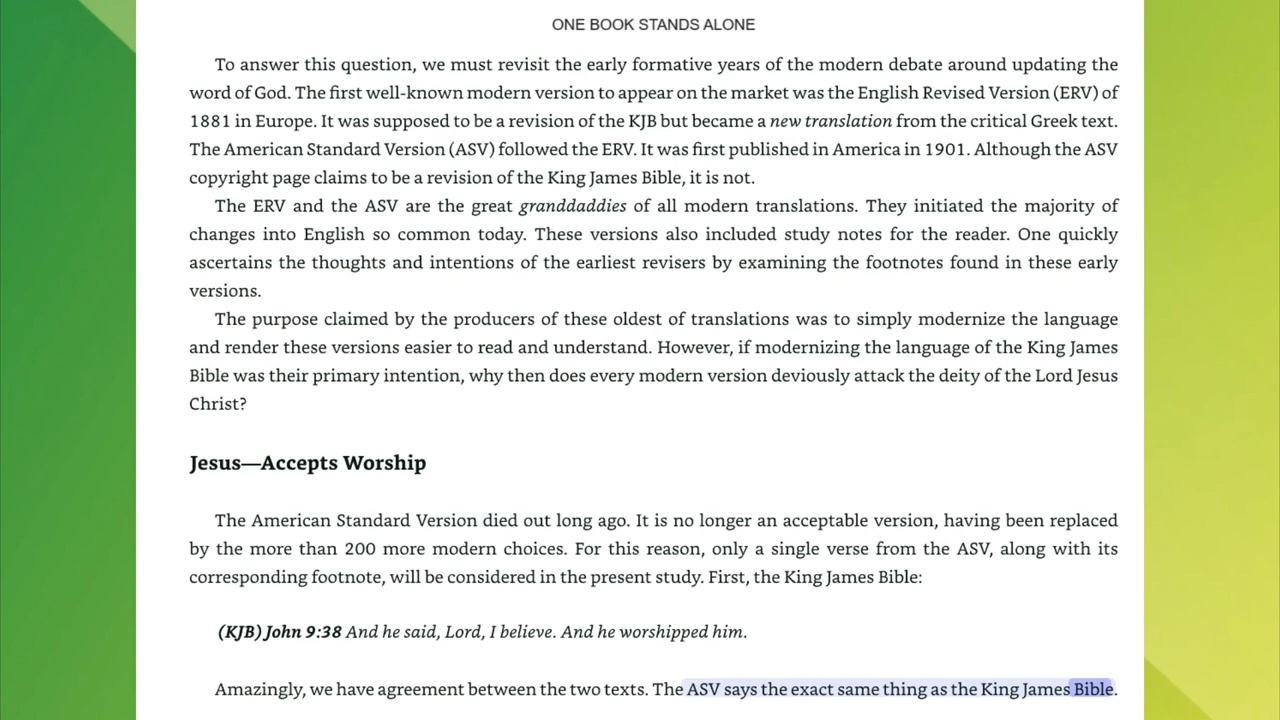 ONE BOOK STANDS ALONE
To answer this question, we must revisit the early formative years of the modern debate around updating the
word of God. The first well-known modern version to appear on the market was the English Revised Version (ERV) of
1881 in Europe. It was supposed to be a revision of the KJB but became a new translation from the critical Greek text.
The American Standard Version (ASV) followed the ERV. It was first published in America in 1901. Although the ASV
copyright page claims to be a revision of the King James Bible, it is not.
The ERV and the ASV are the great granddaddies of all modern translations. They initiated the majority of
changes into English so common today. These versions also included study notes for the reader. One quickly
ascertains the thoughts and intentions of the earliest revisers by examining the footnotes found in these early
versions.
The purpose claimed by the producers of these oldest of translations was to simply modernize the language
and render these versions easier to read and understand. However, if modernizing the language of the King James
Bible was their primary intention, why then does every modern version deviously attack the deity of the Lord Jesus
Christ?
Jesus—Accepts Worship
The American Standard Version died out long ago. It is no longer an acceptable version, having been replaced
by the more than 200 more modern choices. For this reason, only a single verse from the ASV, along with its
corresponding footnote, will be considered in the present study. First, the King James Bible:
(KJB) John 9:38 And he said, Lord, I believe. And he worshipped him.
Amazingly, we have agreement between the two texts. The ASV says the exact same thing as the King James Bible.